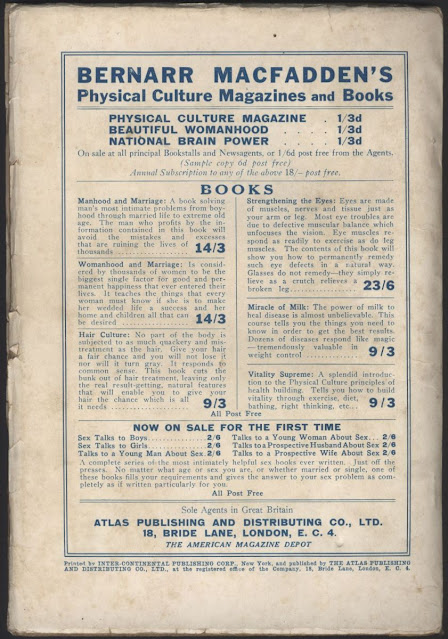 BERNARR MACFADDEN'S
Physical Culture Magazines and Books
PHYSICAL CULTURE MAGAZINE . 1/3d
BEAUTIFUL WOMANHOOD . . . . 1/3d
NATIONAL BRAIN POWER . . . . 1/3d
On sale at all principal Bookstalls and Newsagents, or 1/6d post free from the Agents.
(Sample copy 6d post free)
Annual Subscription to any of the above 18/- post free.
BOOKS
Manhood and Marriage: A book solving
man's most intimate problems from boy-
hood through married life to extreme old
age. The man who profits by the in-
formation contained in this book will
avoid the mistakes and excesses
that are ruining the lives of
thousands 14/3
Womanhood and Marriage: Is consid-
ered by thousands of women to be the
biggest single factor for good and per-
manent happiness that ever entered their
lives. It teaches the things that every
woman must know if she is to make
her wedded life a success and her
home and children all that can
be desired 14/3
Hair Culture: No part of the body is
subjected to as much quackery and mis-
treatment as the hair. Give your hair
a fair chance and you will not lose it
nor will it turn gray. It responds to
common sense. This book cuts the
bunk out of hair treatment, leaving only
the real result-getting, natural features
that will enable you to give your
hair the chance which is all
it needs 9/3
Strengthening the Eyes: Eyes are made
of muscles, nerves and tissue just as
your arm or leg. Most eye troubles are
due to defective muscular balance which
unfocuses the vision. Eye muscles re-
spond as readily to exercise as do leg
muscles. The contents of this book will
show you how to permanently remedy
such eye defects in a natural way.
Glasses do not remedy—they simply re-
lieve as a crutch relieves a
broken leg 23/6
Miracle of Milk: The power of milk to
heal disease is almost unbelievable. This
course tells you the things you need to
know in order to get the best results.
Dozens of diseases respond like magic
—tremendously valuable in
weight control 9/3
Vitality Supreme: A splendid introduc-
tion to the Physical Culture principles of
health building. Tells you how to build
vitality through exercise, diet,
bathing, right thinking, etc... 9/3
All Post Free
NOW ON SALE FOR THE FIRST TIME
Sex Talks to Boys 2/6
Sex Talks to Girls 2/6
Talks to a Young Man About Sex 2/6
Talks to a Young Woman About Sex... 2/6
Talks to a Prospective Husband About Sex 2/6
Talks to a Prospective Wife About Sex 2/6
A complete series of the most intimately helpful sex books ever written. Just off the
presses. No matter what age or sex you are, or whether married or single, one of
these books fills your requirements and gives the answer to your sex problem as com-
pletely as if written particularly for you.
All Post Free
Sole Agents in Great Britain
ATLAS PUBLISHING AND DISTRIBUTING CO., LTD.
18, BRIDE LANE, LONDON, E. C. 4.
THE AMERICAN MAGAZINE DEPOT
Printed by INTER-CONTINENTAL PUBLISHING CORP., New York, and published by THE ATLAS PUBLISHING
AND DISTRIBUTING CO., LTD., at the registered office of the Company, 18, Bride Lane, London, E. C. 4.